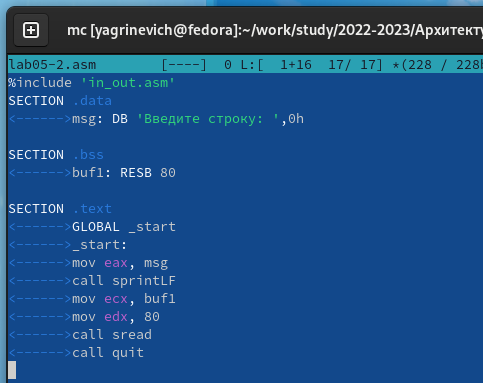 mc [yagrinevich@fedora]:~/work/study/2022-2023/Архитекту
lab05-2.asm [----] 0 L:[ 1+16 17/ 17] *(228 / 228b
%include 'in_out.asm'
SECTION .data
<------>msg: DB 'Введите строку: ',0h
SECTION .bss
<------>buf1: RESB 80
SECTION .text
<------>GLOBAL _start
<------>_start:
<------>mov eax, msg
<------>call sprintLF
<------>mov ecx, buf1
<------>mov edx, 80
<------>call sread
<------>call quit